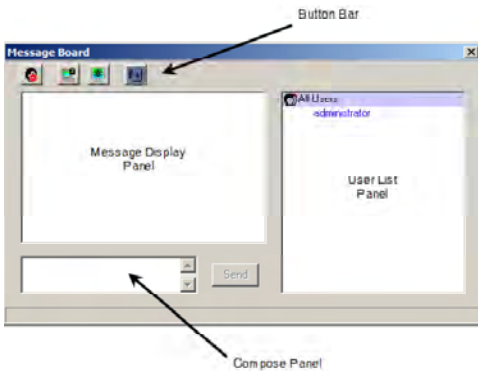 Button Bar
Message Board
All Users
administrator
Message Display
Panel
User List
Panel
Send
Compose Panel